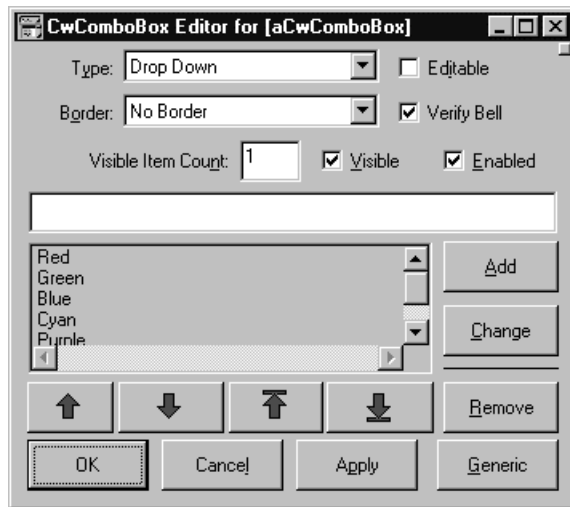 CwComboBox Editor for [aCwComboBox]
Type: Drop Down Editable
Border: No Border Verify Bell
Visible Item Count: 1 Visible Enabled
Red
Green
Blue
Cyan
Purple
Add
Change
Remove
OK Cancel Apply Generic